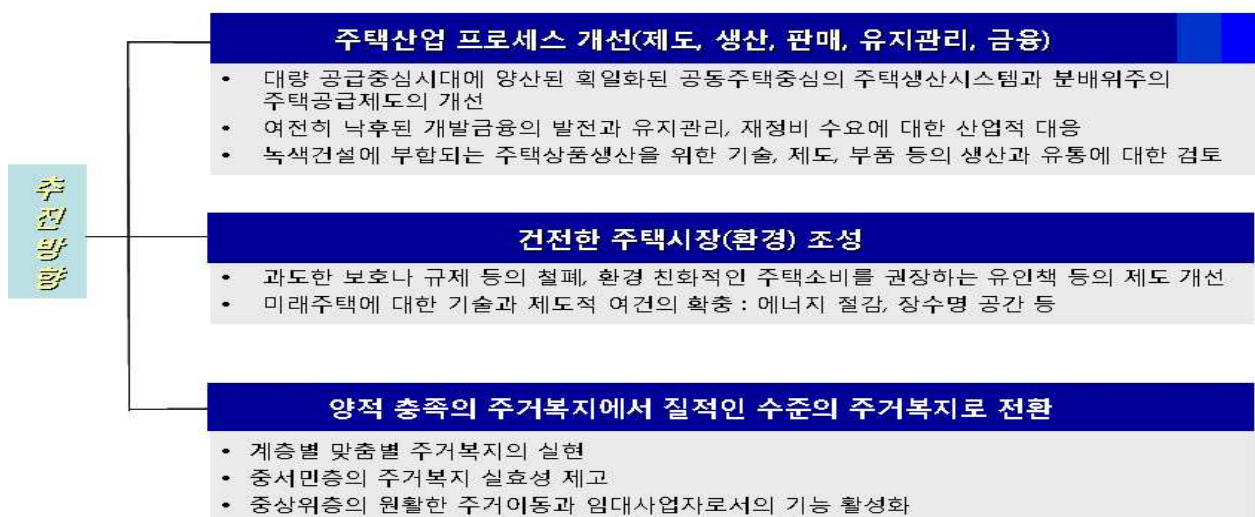 추진방향
주택산업 프로세스 개선(제도, 생산, 판매, 유지관리, 금융)
• 대량 공급중심시대에 양산된 획일화된 공동주택중심의 주택생산시스템과 분배위주의
주택공급제도의 개선
• 여전히 낙후된 개발금융의 발전과 유지관리, 재정비 수요에 대한 산업적 대응
• 녹색건설에 부합되는 주택상품생산을 위한 기술, 제도, 부품 등의 생산과 유통에 대한 검토
건전한 주택시장(환경) 조성
• 과도한 보호나 규제 등의 철폐, 환경 친화적인 주택소비를 권장하는 유인책 등의 제도 개선
• 미래주택에 대한 기술과 제도적 여건의 확충 : 에너지 절감, 장수명 공간 등
양적 충족의 주거복지에서 질적인 수준의 주거복지로 전환
• 계층별 맞춤별 주거복지의 실현
• 중서민층의 주거복지 실효성 제고
• 중상위층의 원활한 주거이동과 임대사업자로서의 기능 활성화